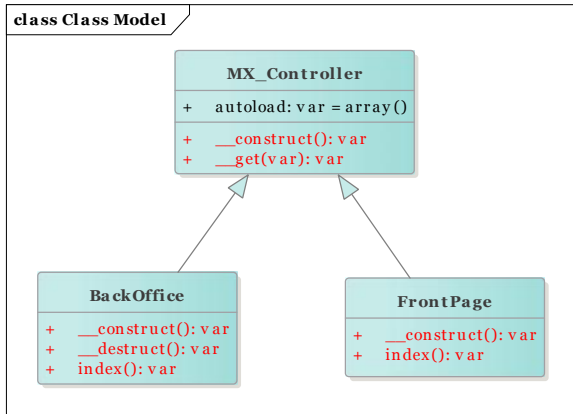 class Class Model
MX_Controller
+ autoload: var = array()
+ __construct(): var
+ __get(var): var
BackOffice
+ __construct(): var
+ __destruct(): var
+ index(): var
FrontPage
+ __construct(): var
+ index(): var